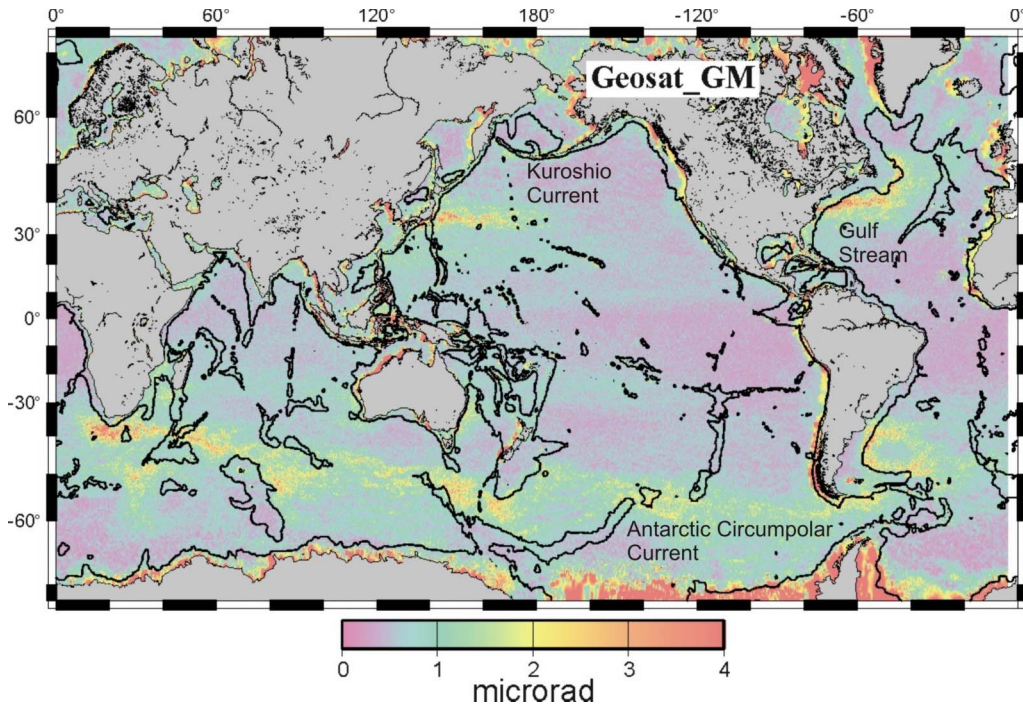 0° 60° 120° 180° -120° -60° 0°
Geosat_GM
60°
Kuroshio
Current
30°
Gulf
Stream
0°
-30°
-60°
Antarctic Circumpolar
Current
0 1 2 3 4
microrad